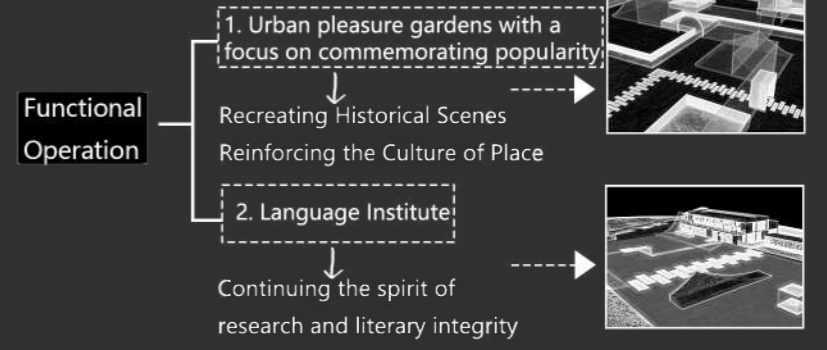 Functional
Operation
1. Urban pleasure gardens with a
focus on commemorating popularity
Recreating Historical Scenes
Reinforcing the Culture of Place
2. Language Institute
Continuing the spirit of
research and literary integrity